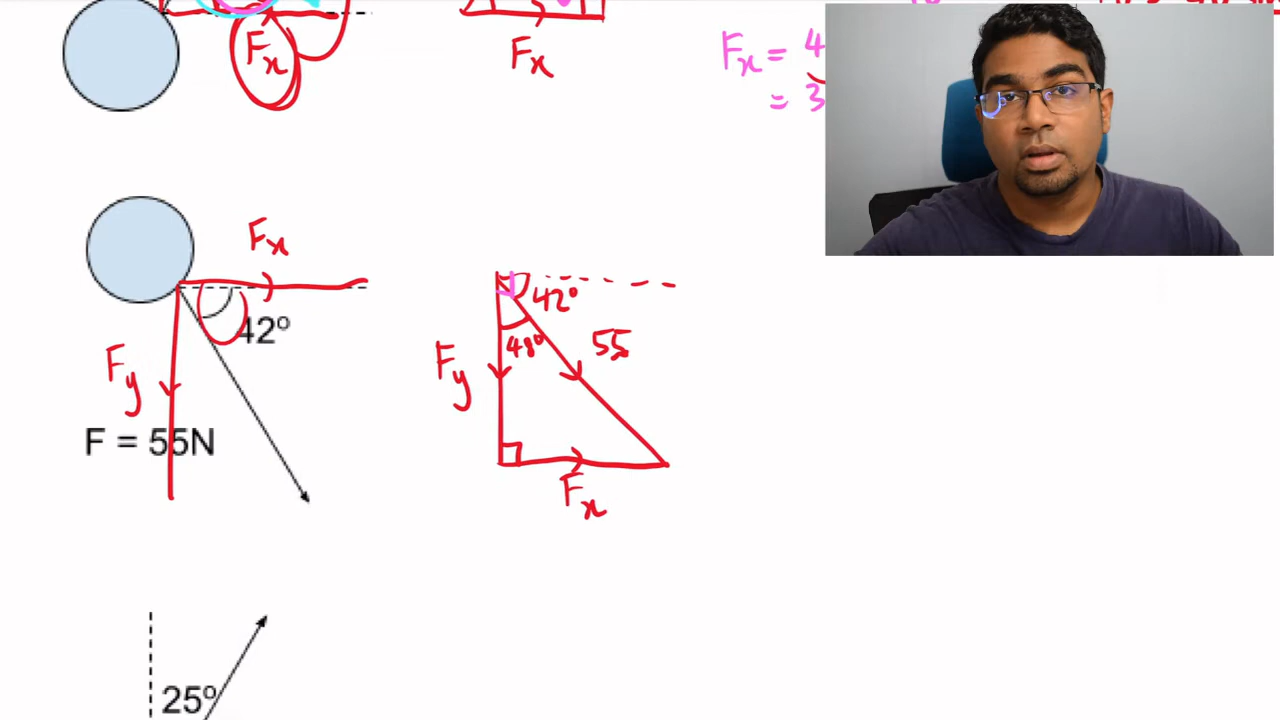 Fx
Fx
Fx = 4
= 3
Fx
42°
42°
48°
55
Fy
Fy
F = 55N
Fx
25°